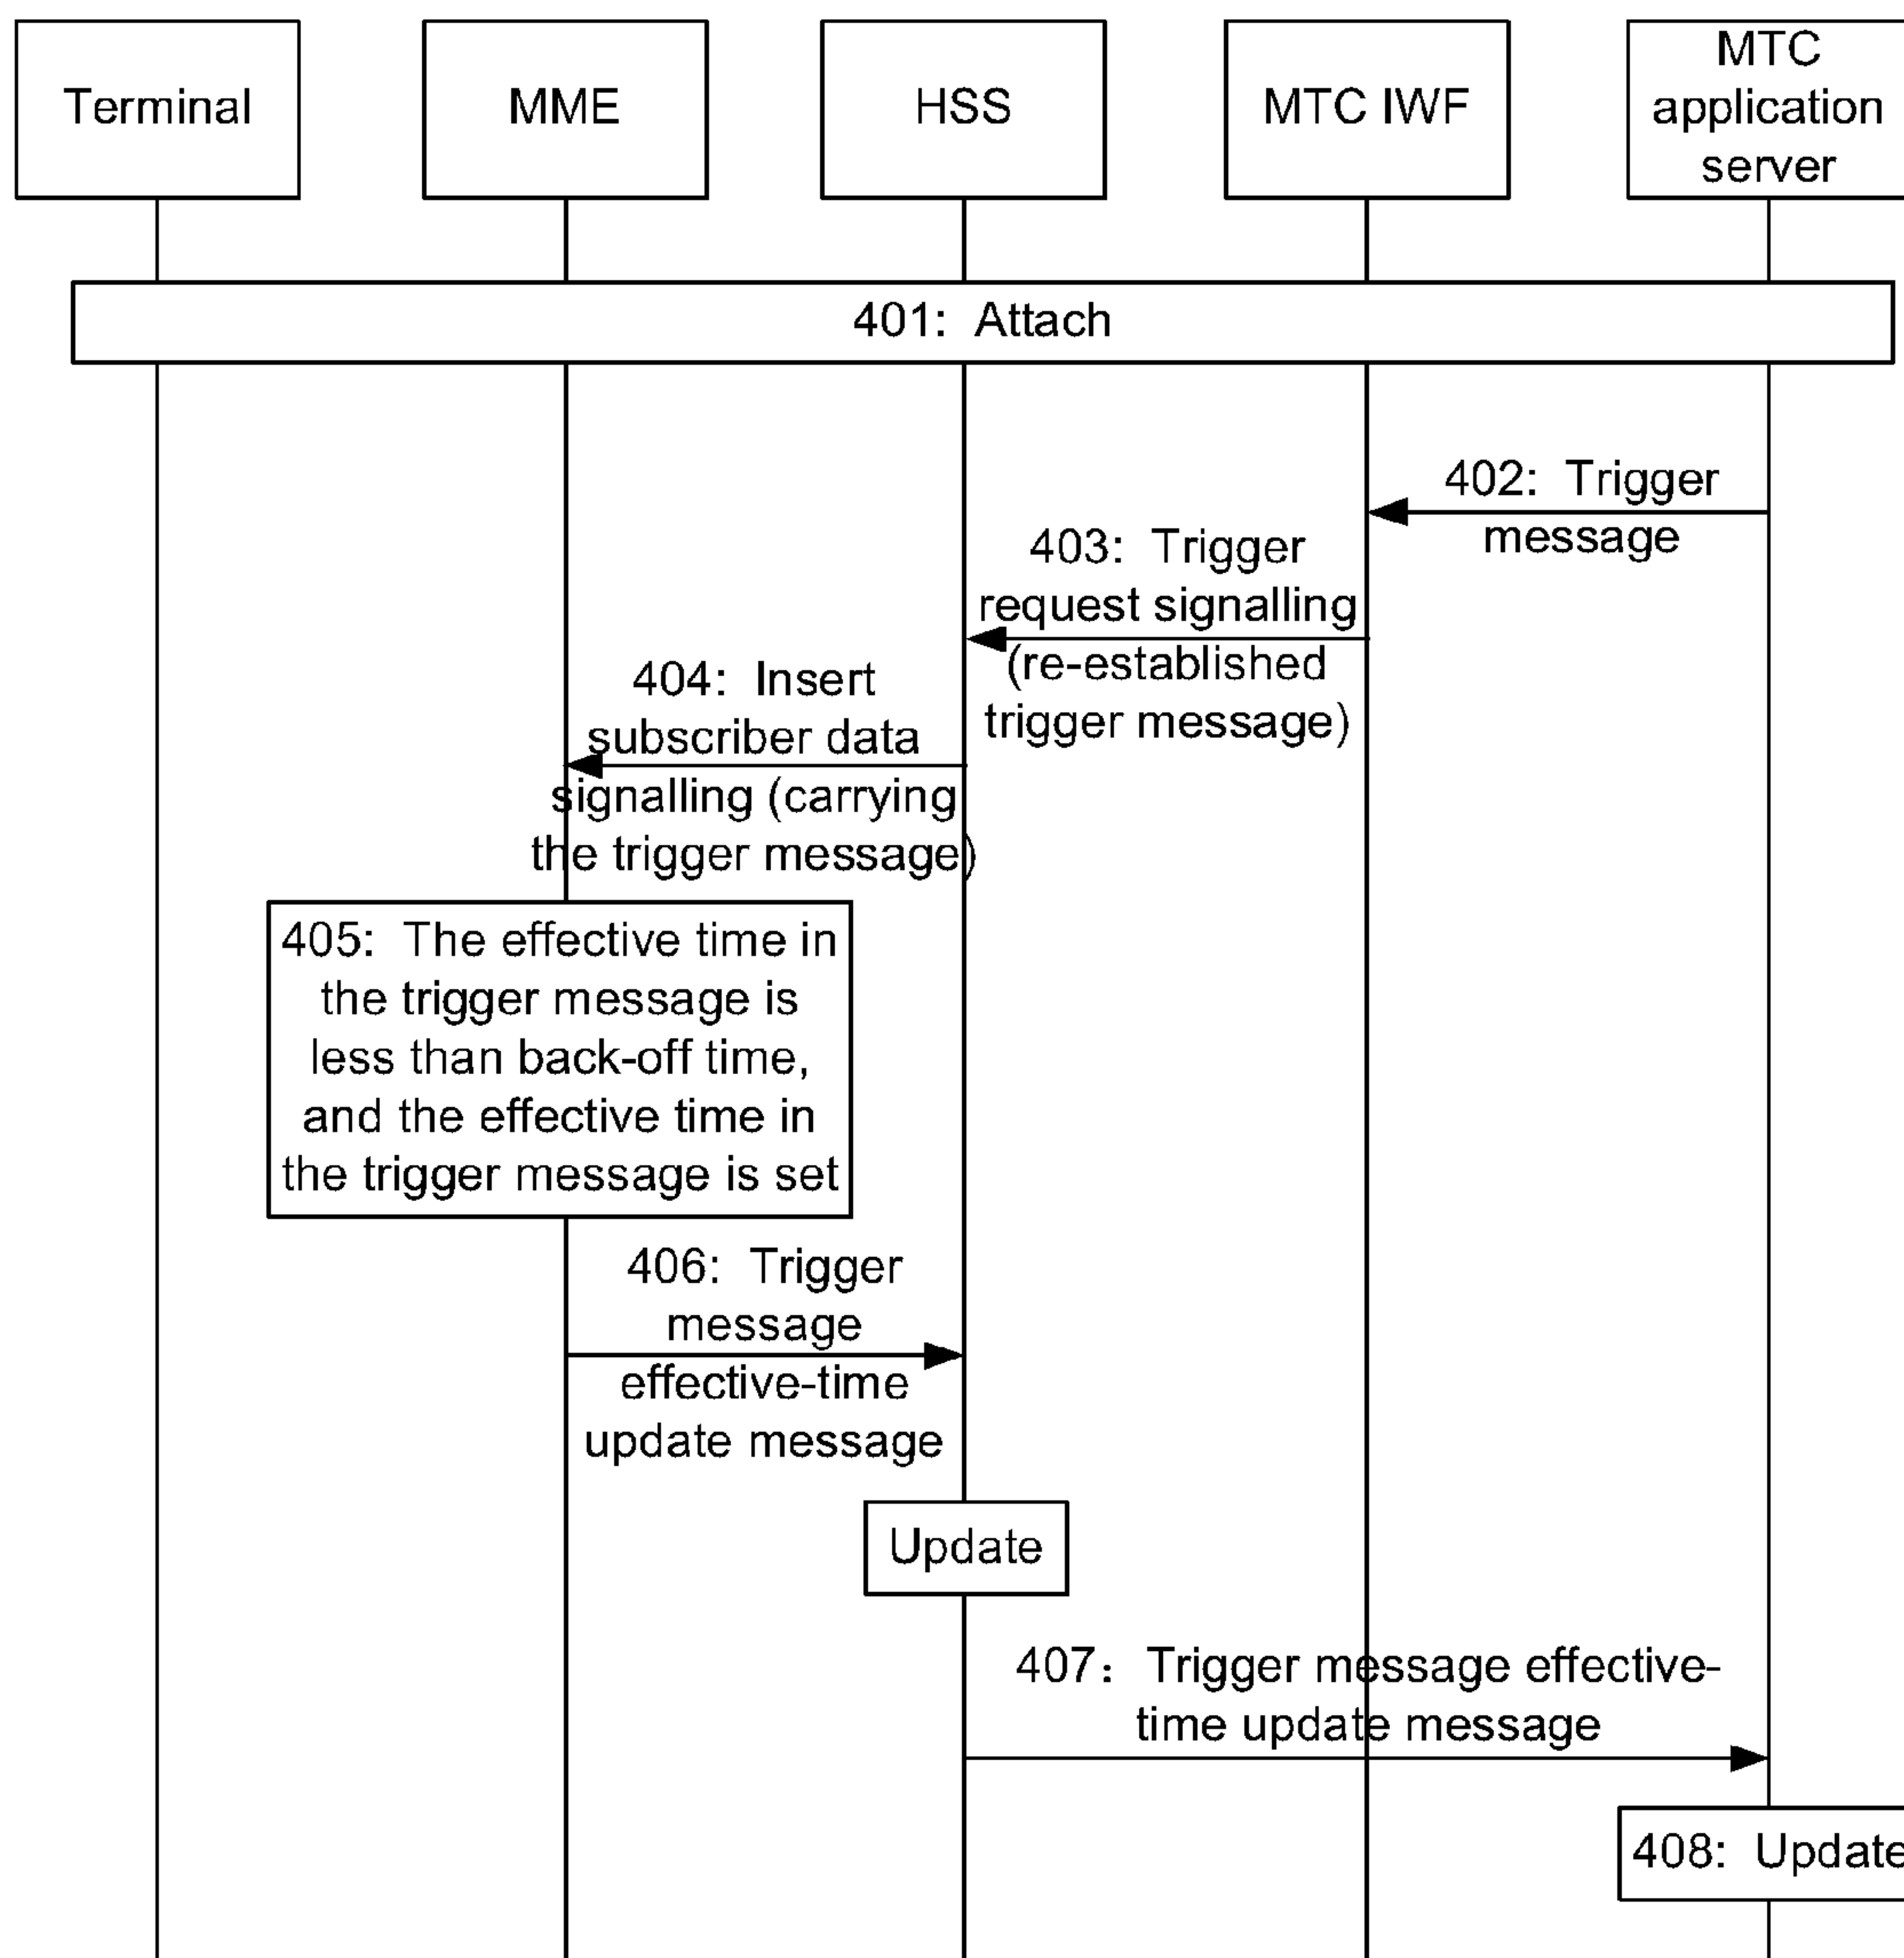 Terminal
MME
HSS
MTC IWF
MTC
application
server
401: Attach
402: Trigger
message
403: Trigger
request signalling
(re-established
trigger message)
404: Insert
subscriber data
signalling (carrying
the trigger message)
405: The effective time in
the trigger message is
less than back-off time,
and the effective time in
the trigger message is set
406: Trigger
message
effective-time
update message
Update
407： Trigger message effective-
time update message
408: Update